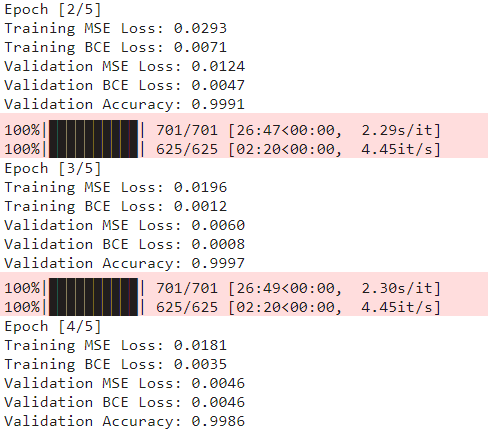 Epoch [2/5]
Training MSE Loss: 0.0293
Training BCE Loss: 0.0071
Validation MSE Loss: 0.0124
Validation BCE Loss: 0.0047
Validation Accuracy: 0.9991
100%|██████████| 701/701 [26:47<00:00,  2.29s/it]
100%|██████████| 625/625 [02:20<00:00,  4.45it/s]
Epoch [3/5]
Training MSE Loss: 0.0196
Training BCE Loss: 0.0012
Validation MSE Loss: 0.0060
Validation BCE Loss: 0.0008
Validation Accuracy: 0.9997
100%|██████████| 701/701 [26:49<00:00,  2.30s/it]
100%|██████████| 625/625 [02:20<00:00,  4.45it/s]
Epoch [4/5]
Training MSE Loss: 0.0181
Training BCE Loss: 0.0035
Validation MSE Loss: 0.0046
Validation BCE Loss: 0.0046
Validation Accuracy: 0.9986